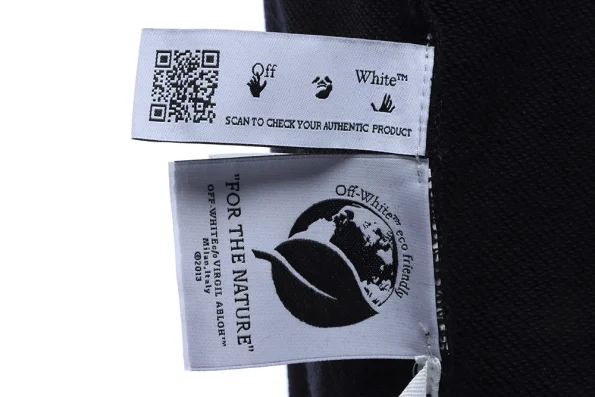 Off White™
SCAN TO CHECK YOUR AUTHENTIC PRODUCT
Off-White™ eco friendly
"FOR THE NATURE"
OFF-WHITE c/o VIRGIL ABLOH™
Milan, Italy
©2013